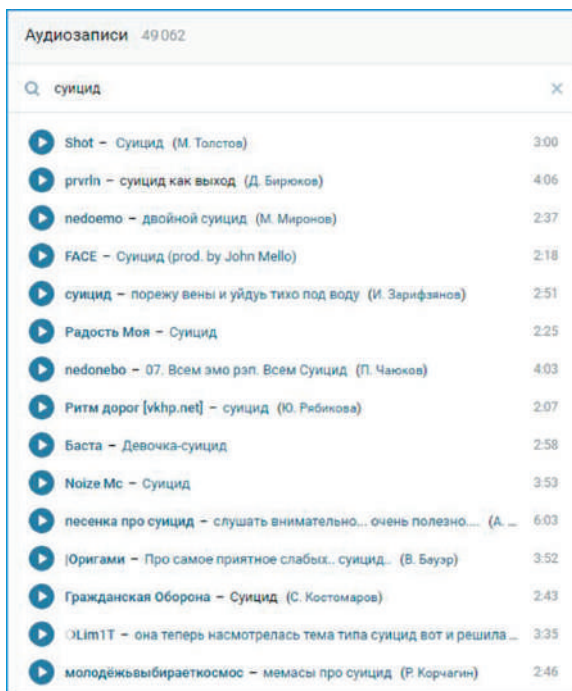 Аудиозаписи 49 062
суицид
Shot – Суицид (М. Толстов) 3:00
prvrln – суицид как выход (Д. Бирюков) 4:06
nedoemo – двойной суицид (М. Миронов) 2:37
FACE – Суицид (prod. by John Mello) 2:18
суицид – порежу вены и уйдуь тихо под воду (И. Зарифзянов) 2:51
Радость Моя – Суицид 2:25
nedonebo – 07. Всем эмо рэп. Всем Суицид (П. Чаюков) 4:03
Ритм дорог [vkhp.net] – суицид (Ю. Рябикова) 2:07
Баста – Девочка-суицид 2:58
Noize Mc – Суицид 3:53
песенка про суицид – слушать внимательно... очень полезно.... (А. ... 6:03
|Оригами – Про самое приятное слабых.. суицид.. (В. Бауэр) 3:52
Гражданская Оборона – Суицид (С. Костомаров) 2:43
❍Lim1T – она теперь насмотрелась тема типа суицид вот и решила ... 3:35
молодёжьвыбираеткосмос – мемасы про суицид (Р. Корчагин) 2:46